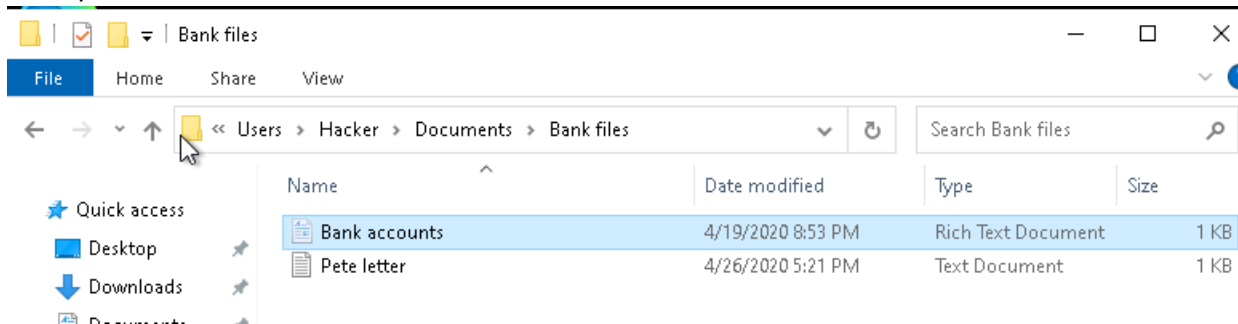 Bank files
File Home Share View
« Users > Hacker > Documents > Bank files Search Bank files
Name Date modified Type Size
Quick access
Bank accounts 4/19/2020 8:53 PM Rich Text Document 1 KB
Desktop
Pete letter 4/26/2020 5:21 PM Text Document 1 KB
Downloads
Documents